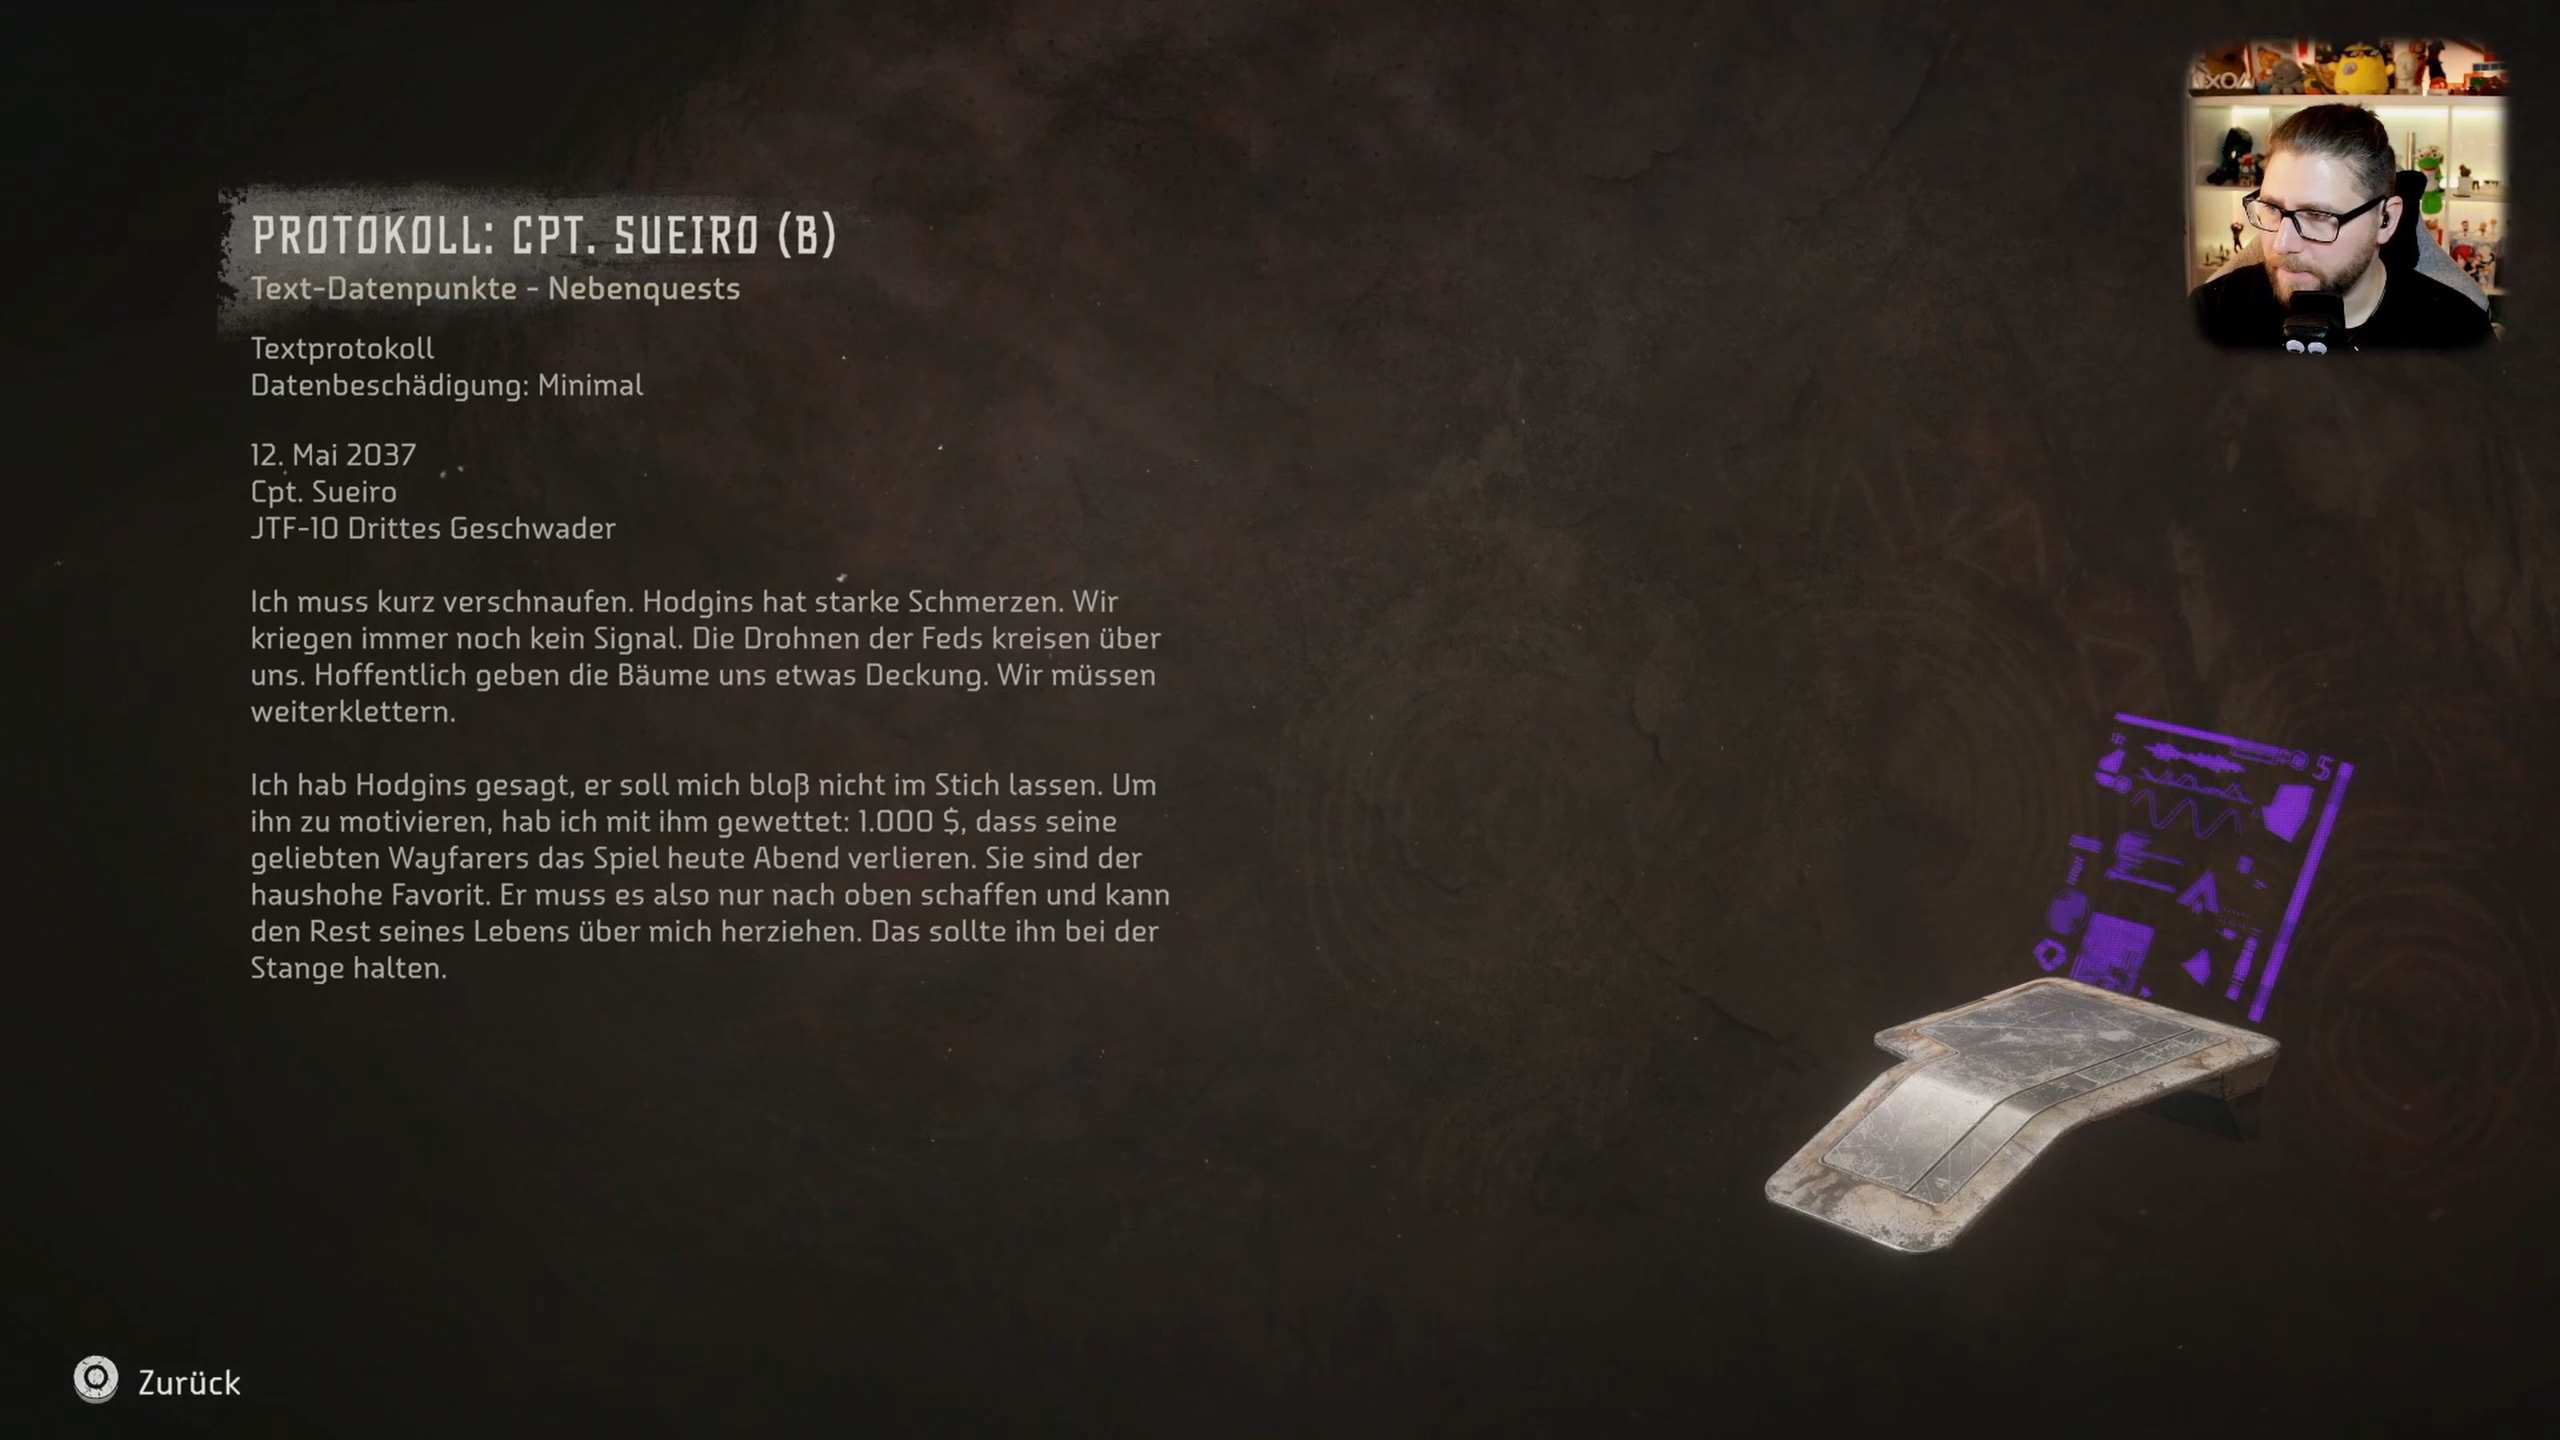 PROTOKOLL: CPT. SUEIRO (B)
Text-Datenpunkte - Nebenquests
Textprotokoll
Datenbeschädigung: Minimal
12. Mai 2037
Cpt. Sueiro
JTF-10 Drittes Geschwader
Ich muss kurz verschnaufen. Hodgins hat starke Schmerzen. Wir
kriegen immer noch kein Signal. Die Drohnen der Feds kreisen über
uns. Hoffentlich geben die Bäume uns etwas Deckung. Wir müssen
weiterklettern.
Ich hab Hodgins gesagt, er soll mich bloß nicht im Stich lassen. Um
ihn zu motivieren, hab ich mit ihm gewettet: 1.000 $, dass seine
geliebten Wayfarers das Spiel heute Abend verlieren. Sie sind der
haushohe Favorit. Er muss es also nur nach oben schaffen und kann
den Rest seines Lebens über mich herziehen. Das sollte ihn bei der
Stange halten.
5
Zurück